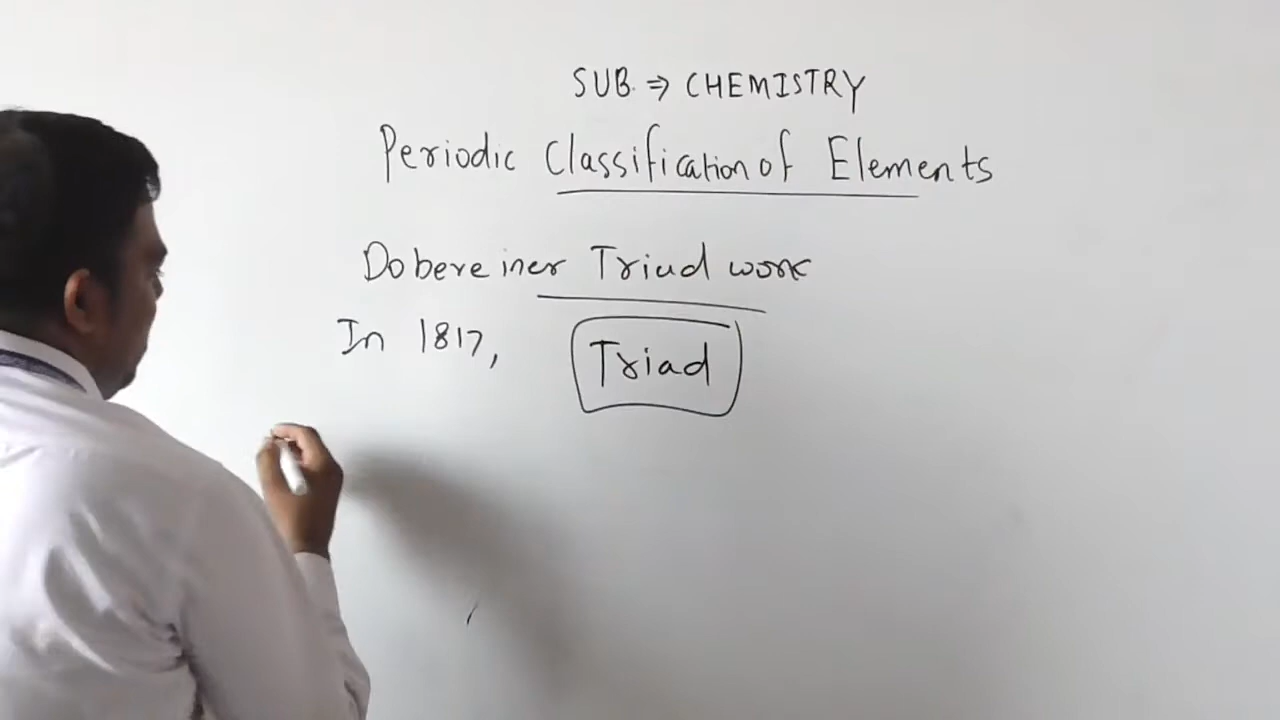 SUB. ⇒ CHEMISTRY
Periodic Classification of Elements
Dobereiner Triad work
In 1817,
Triad